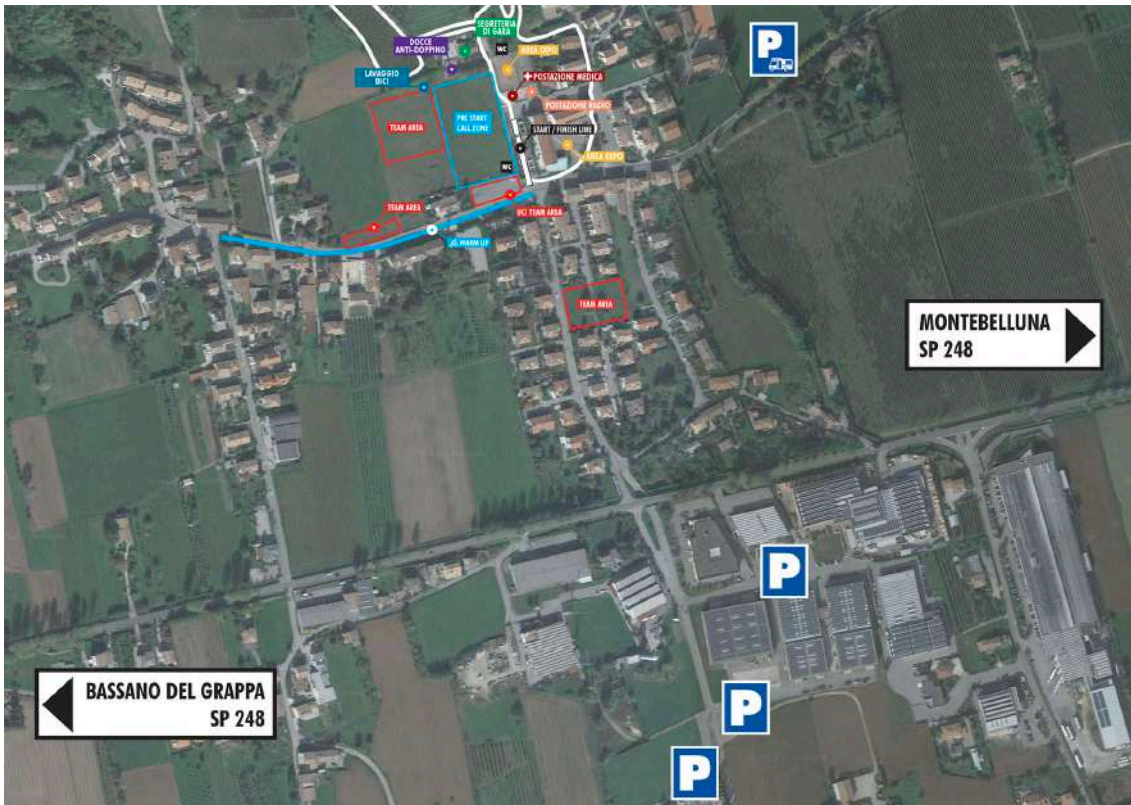 SEGRETERIA
DI GARA
DOCCE
ANTI-DOPPINO
WC
AREA EXPO
P
LAVAGGIO
BICI
POSTAZIONE MEDICA
POSTAZIONE RADIO
TEAM AREA
PRE START
CALL ZONE
START / FINISH LINE
WC
AREA EXPO
TEAM AREA
UCI TEAM AREA
WARM UP
TEAM AREA
MONTEBELLUNA
SP 248
P
BASSANO DEL GRAPPA
SP 248
P
P